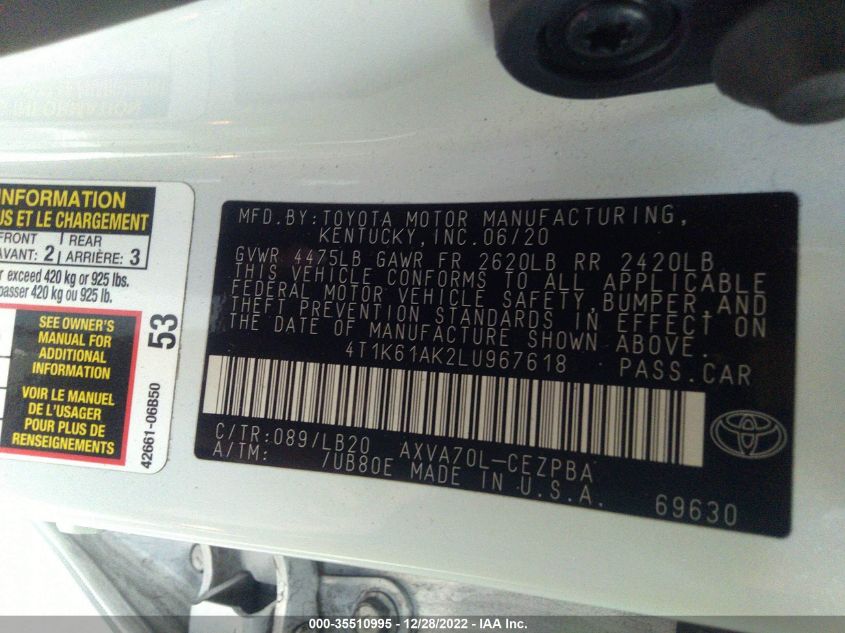 INFORMATION
US ET LE CHARGEMENT
FRONT
AVANT: 2
REAR
ARRIÈRE: 3
exceed 420 kg or 925 lbs.
passer 420 kg ou 925 lb.
SEE OWNER'S
MANUAL FOR
ADDITIONAL
INFORMATION
VOIR LE MANUEL
DE L'USAGER
POUR PLUS DE
RENSEIGNEMENTS
53
42661-06B50
MFD.BY:TOYOTA MOTOR MANUFACTURING,
KENTUCKY,INC.06/20
GVWR 4475LB GAWR FR 2620LB RR 2420LB
THIS VEHICLE CONFORMS TO ALL APPLICABLE
FEDERAL MOTOR VEHICLE SAFETY,BUMPER,AND
THEFT PREVENTION STANDARDS IN EFFECT ON
THE DATE OF MANUFACTURE SHOWN ABOVE.
4T1K61AK2LU967618 PASS.CAR
C/TR:089/LB20 AXVA70L-CEZPBA
A/TM: 7UB80E MADE IN U.S.A.
69630
000-35510995 - 12/28/2022 - IAA Inc.